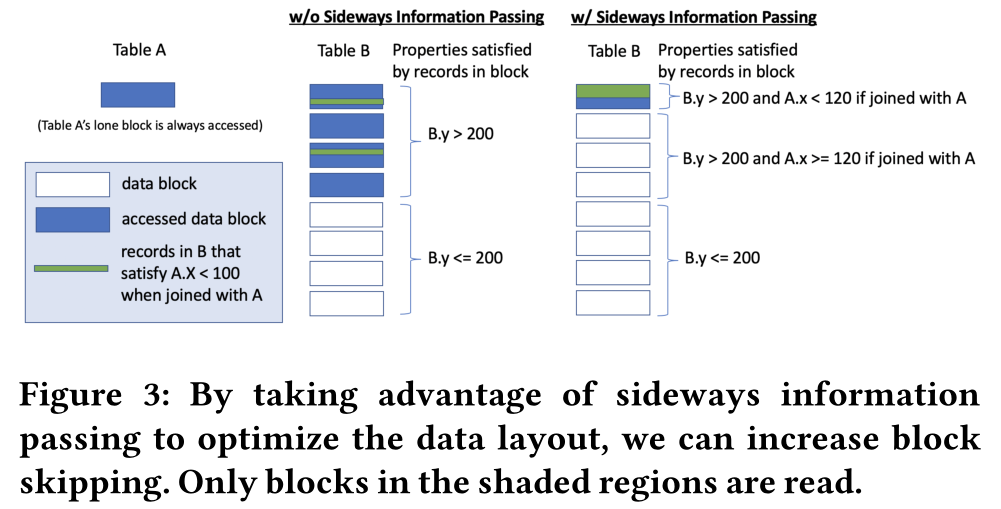 w/o Sideways Information Passing
w/ Sideways Information Passing
Table A
(Table A's lone block is always accessed)
data block
accessed data block
records in B that
satisfy A.X < 100
when joined with A
Table B
Properties satisfied
by records in block
B.y > 200
B.y <= 200
Table B
Properties satisfied
by records in block
B.y > 200 and A.x < 120 if joined with A
B.y > 200 and A.x >= 120 if joined with A
B.y <= 200
Figure 3: By taking advantage of sideways information
passing to optimize the data layout, we can increase block
skipping. Only blocks in the shaded regions are read.